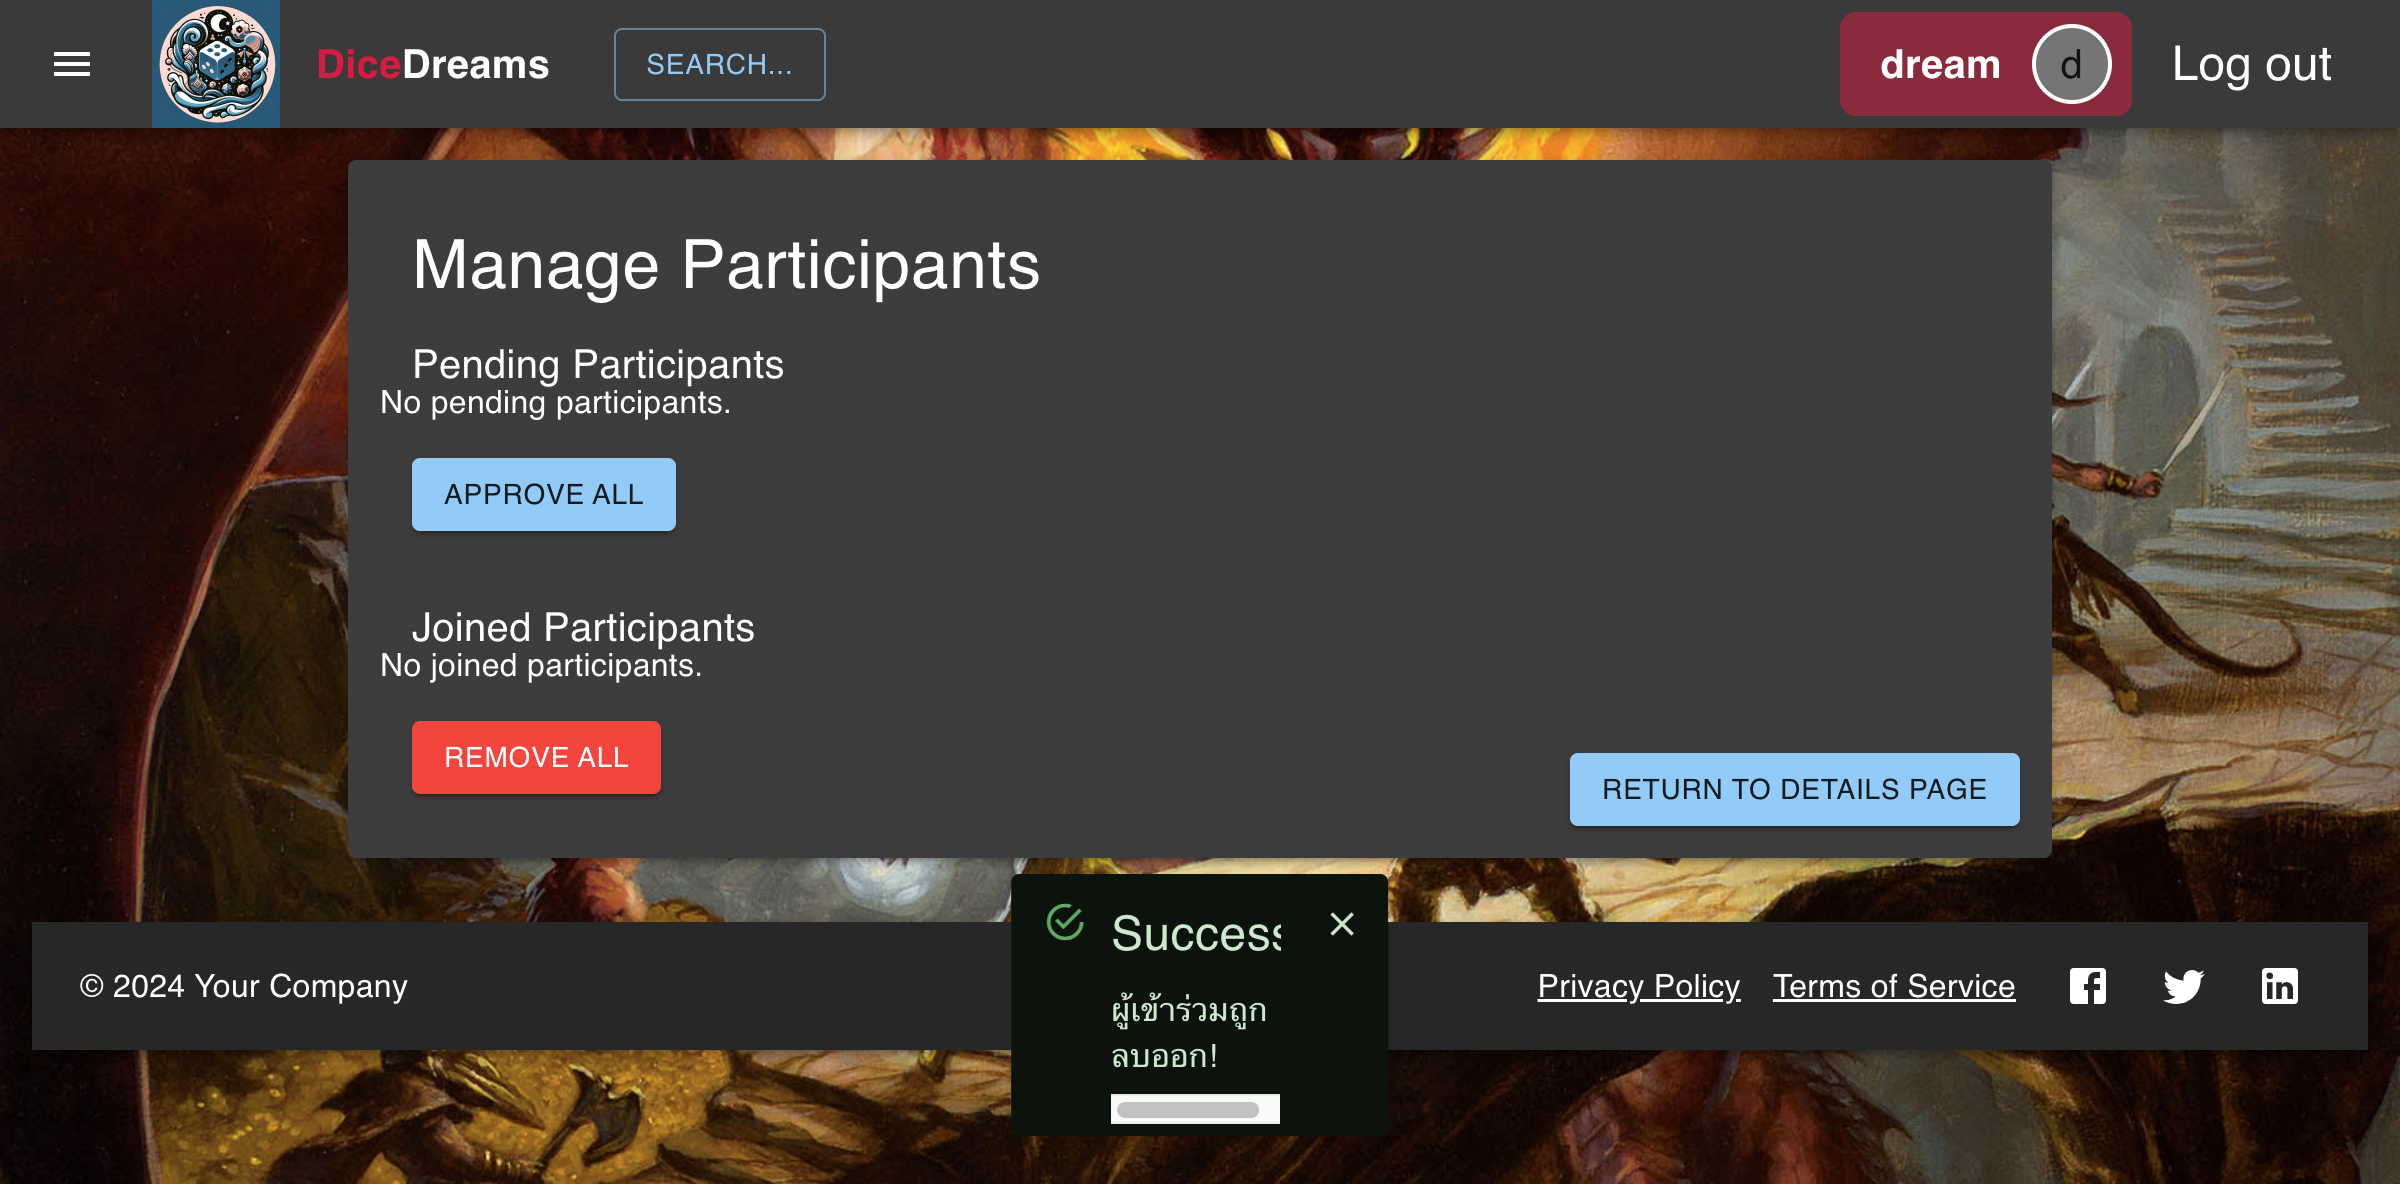 DiceDreams
SEARCH...
dream
d
Log out
Manage Participants
Pending Participants
No pending participants.
APPROVE ALL
Joined Participants
No joined participants.
REMOVE ALL
RETURN TO DETAILS PAGE
Success
ผู้เข้าร่วมถูก
ลบออก!
© 2024 Your Company
Privacy Policy
Terms of Service